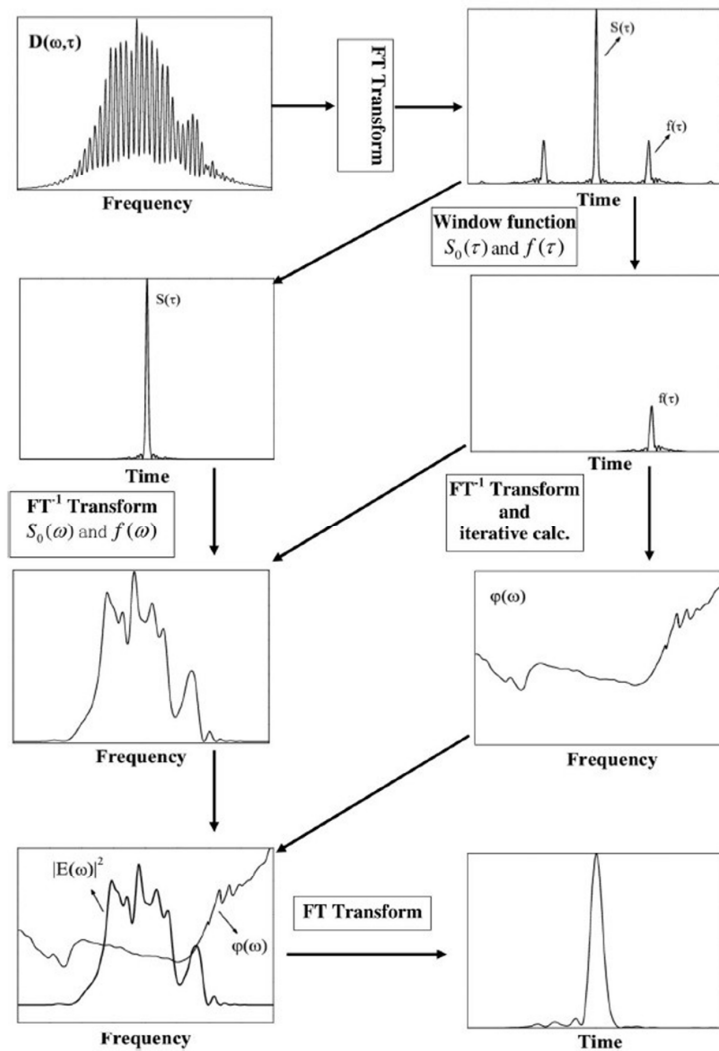 D(ω,τ)
Frequency
FT Transform
S(τ)
f(τ)
Time
Window function
S₀(τ) and f(τ)
S(τ)
Time
f(τ)
Time
FT⁻¹ Transform
S₀(ω) and f(ω)
FT⁻¹ Transform
and
iterative calc.
Frequency
φ(ω)
Frequency
|E(ω)|²
φ(ω)
Frequency
FT Transform
Time